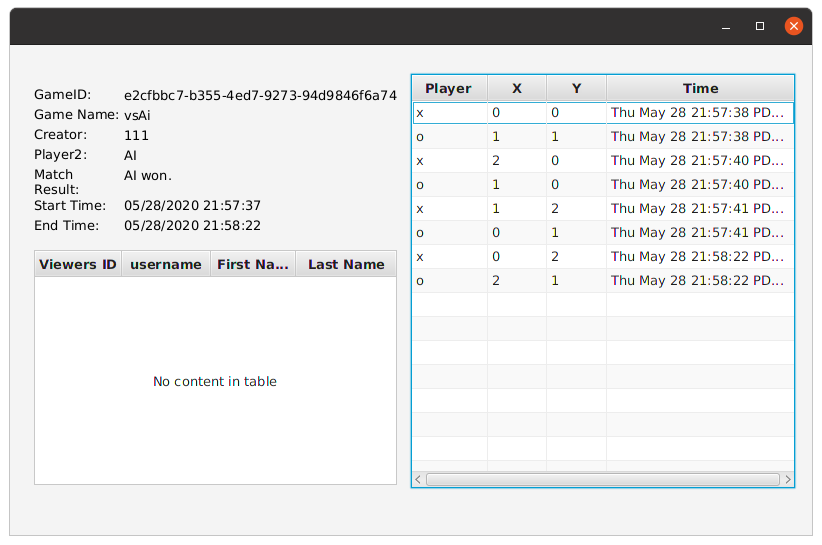 GameID: e2cfbbc7-b355-4ed7-9273-94d9846f6a74
Game Name: vsAi
Creator: 111
Player2: AI
Match Result: AI won.
Start Time: 05/28/2020 21:57:37
End Time: 05/28/2020 21:58:22
Viewers ID username First Na... Last Name
No content in table
Player X Y Time
x 0 0 Thu May 28 21:57:38 PD...
o 1 1 Thu May 28 21:57:38 PD...
x 2 0 Thu May 28 21:57:40 PD...
o 1 0 Thu May 28 21:57:40 PD...
x 1 2 Thu May 28 21:57:41 PD...
o 0 1 Thu May 28 21:57:41 PD...
x 0 2 Thu May 28 21:58:22 PD...
o 2 1 Thu May 28 21:58:22 PD...